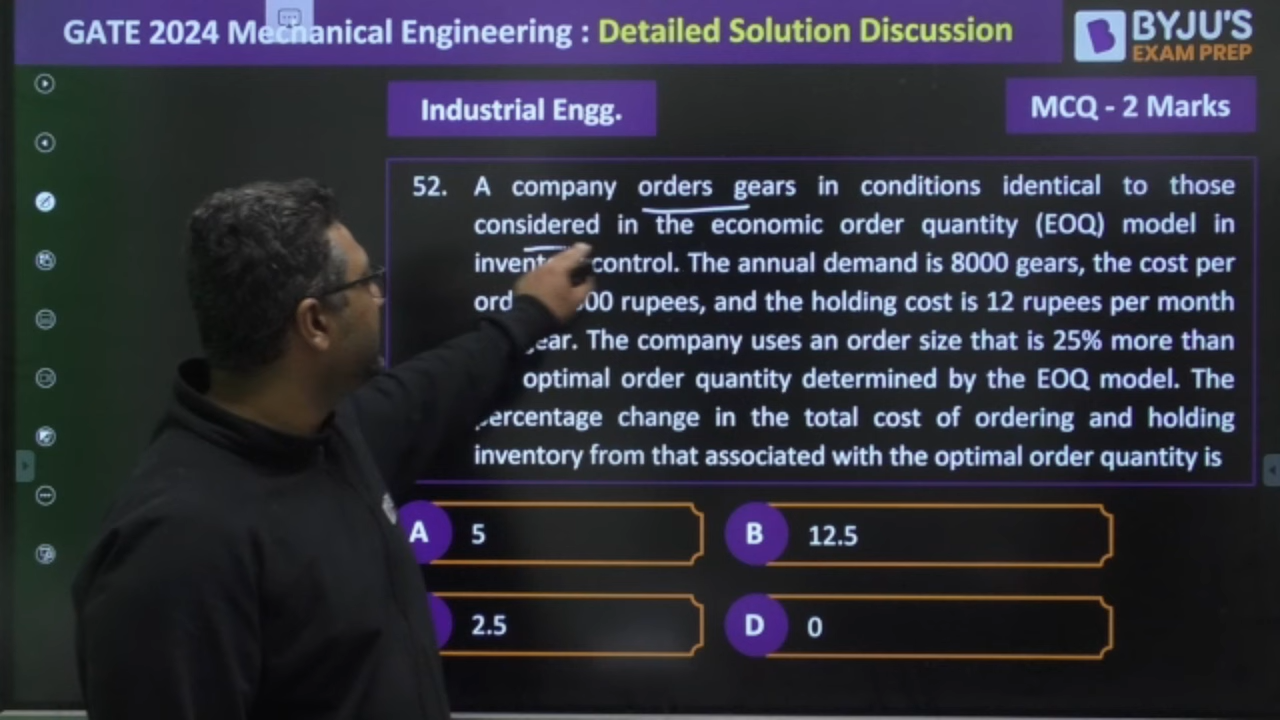 GATE 2024 Mechanical Engineering : Detailed Solution Discussion
BYJU'S
EXAM PREP
Industrial Engg.
MCQ - 2 Marks
52. A company orders gears in conditions identical to those
considered in the economic order quantity (EOQ) model in
control. The annual demand is 8000 gears, the cost per
rupees, and the holding cost is 12 rupees per month
The company uses an order size that is 25% more than
optimal order quantity determined by the EOQ model. The
percentage change in the total cost of ordering and holding
inventory from that associated with the optimal order quantity is
A 5
B 12.5
2.5
D 0